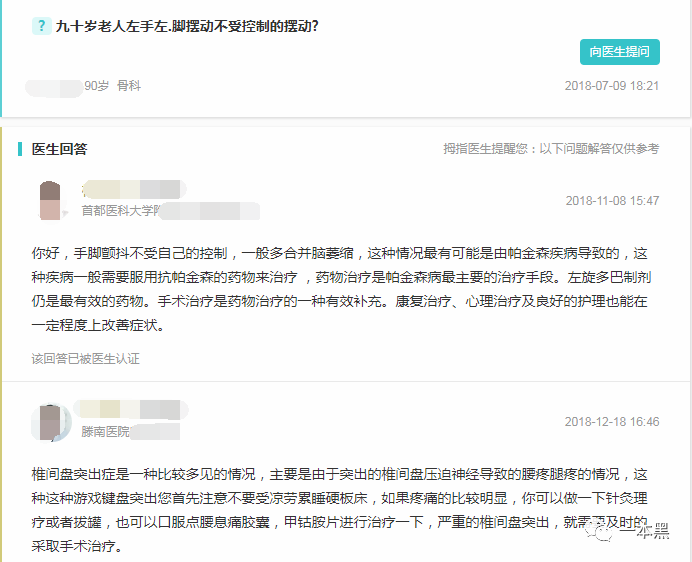 ? 九十岁老人左手左.脚摆动不受控制的摆动?
向医生提问
90岁 骨科
2018-07-09 18:21
医生回答
拇指医生提醒您：以下问题解答仅供参考
2018-11-08 15:47
首都医科大学
你好，手脚颤抖不受自己的控制，一般多合并脑萎缩，这种情况最有可能是由帕金森疾病导致的，这
种疾病一般需要服用抗帕金森的药物来治疗 ，药物治疗是帕金森病最主要的治疗手段。左旋多巴制剂
仍是最有效的药物。手术治疗是药物治疗的一种有效补充。康复治疗、心理治疗及良好的护理也能在
一定程度上改善症状。
该回答已被医生认证
滕南医院
2018-12-18 16:46
椎间盘突出症是一种比较多见的情况，主要是由于突出的椎间盘压迫神经导致的腰疼腿疼的情况，这
种这种游戏键盘突出您首先注意不要受凉劳累睡硬板床，如果疼痛的比较明显，你可以做一下针灸理
疗或者拔罐，也可以口服点腰息痛胶囊，甲钴胺片进行治疗一下，严重的椎间盘突出，就需要及时的
采取手术治疗。
一本黑